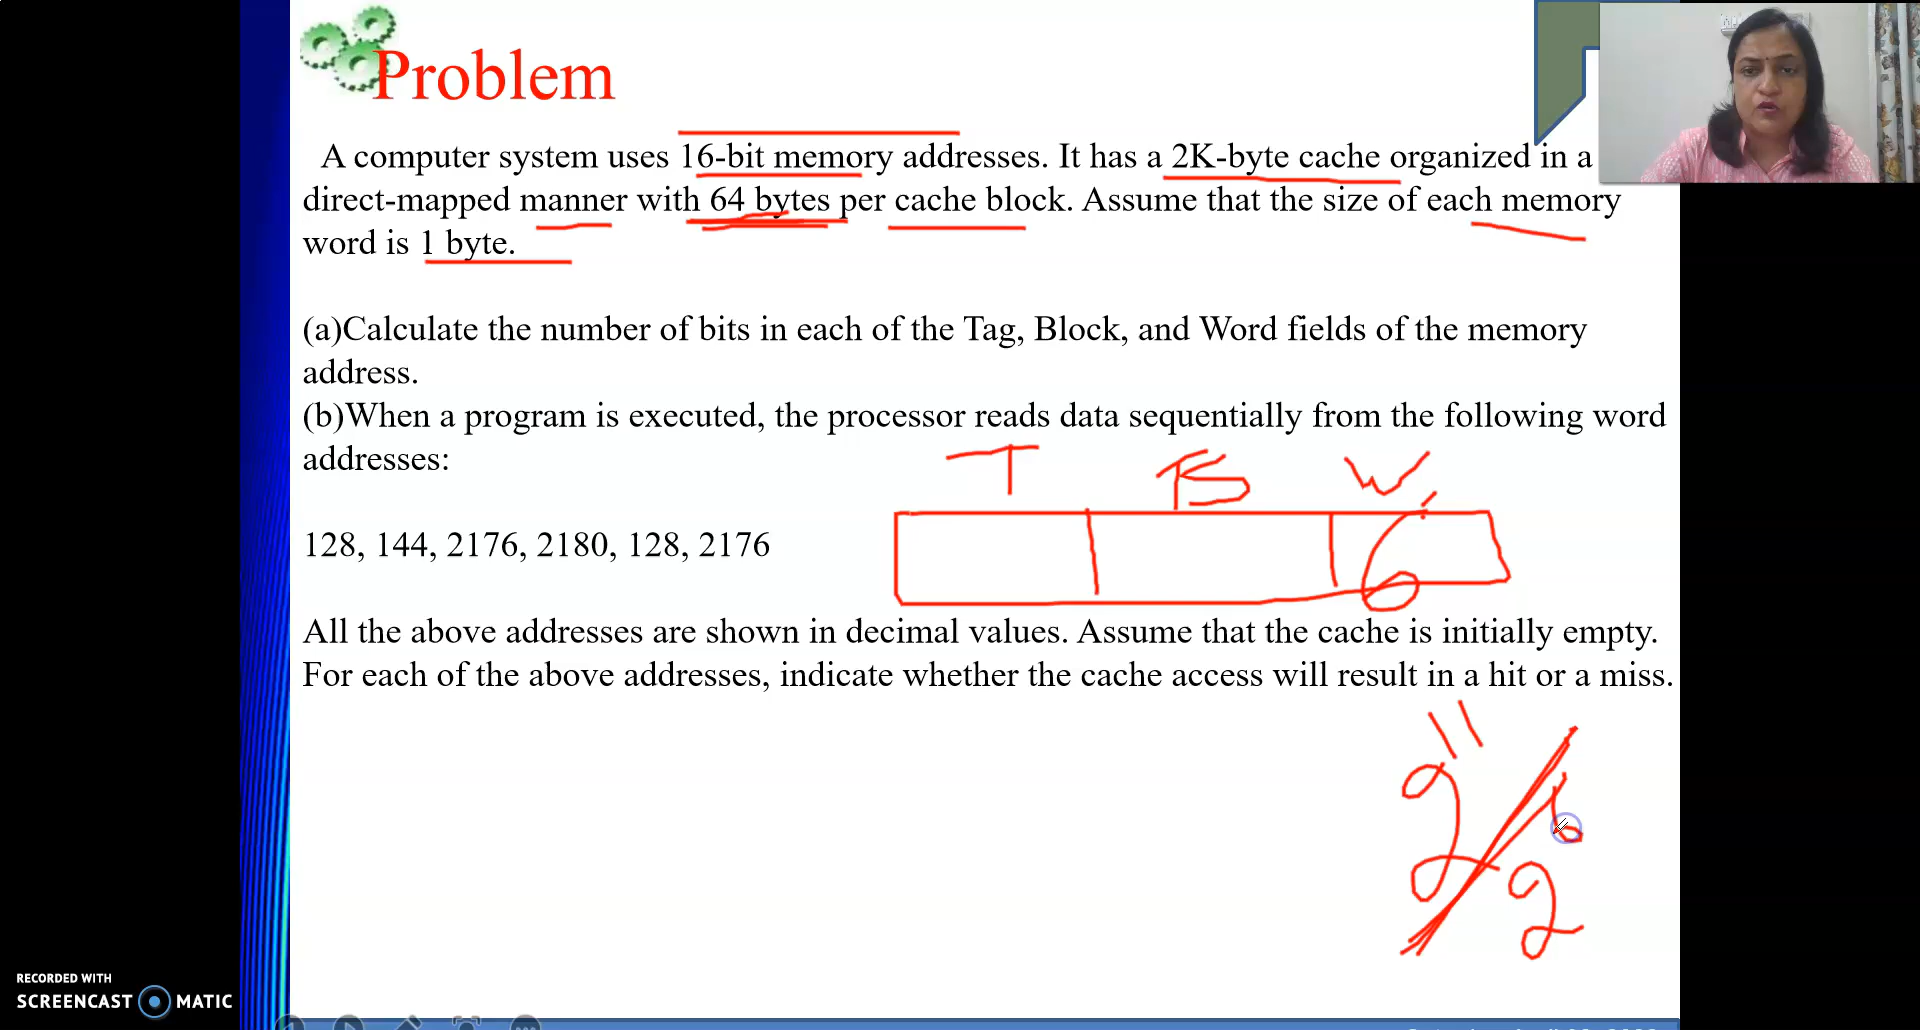 Problem
A computer system uses 16-bit memory addresses. It has a 2K-byte cache organized in a
direct-mapped manner with 64 bytes per cache block. Assume that the size of each memory
word is 1 byte.
(a)Calculate the number of bits in each of the Tag, Block, and Word fields of the memory
address.
(b)When a program is executed, the processor reads data sequentially from the following word
addresses:
T B W
128, 144, 2176, 2180, 128, 2176
6
All the above addresses are shown in decimal values. Assume that the cache is initially empty.
For each of the above addresses, indicate whether the cache access will result in a hit or a miss.
2 11 / 2 6
RECORDED WITH
SCREENCAST MATIC